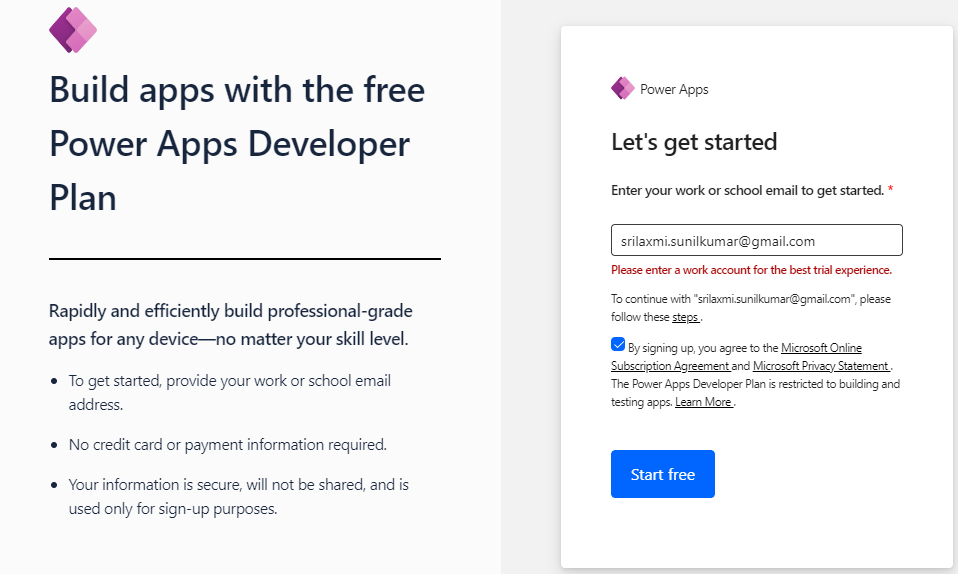 Build apps with the free
Power Apps Developer
Plan
Rapidly and efficiently build professional-grade
apps for any device—no matter your skill level.
• To get started, provide your work or school email
address.
• No credit card or payment information required.
• Your information is secure, will not be shared, and is
used only for sign-up purposes.
Power Apps
Let's get started
Enter your work or school email to get started. *
srilaxmi.sunilkumar@gmail.com
Please enter a work account for the best trial experience.
To continue with "srilaxmi.sunilkumar@gmail.com", please
follow these steps .
By signing up, you agree to the Microsoft Online
Subscription Agreement and Microsoft Privacy Statement .
The Power Apps Developer Plan is restricted to building and
testing apps. Learn More .
Start free